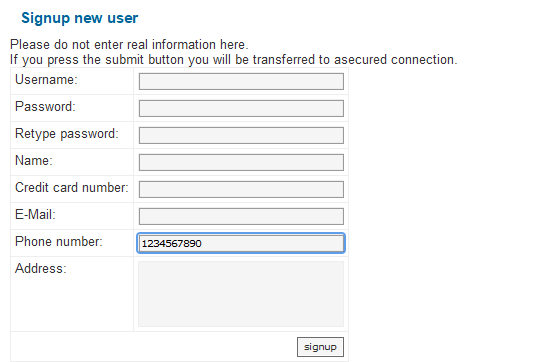 Signup new user
Please do not enter real information here.
If you press the submit button you will be transferred to asecured connection.
Username:
Password:
Retype password:
Name:
Credit card number:
E-Mail:
Phone number: 1234567890
Address:
signup